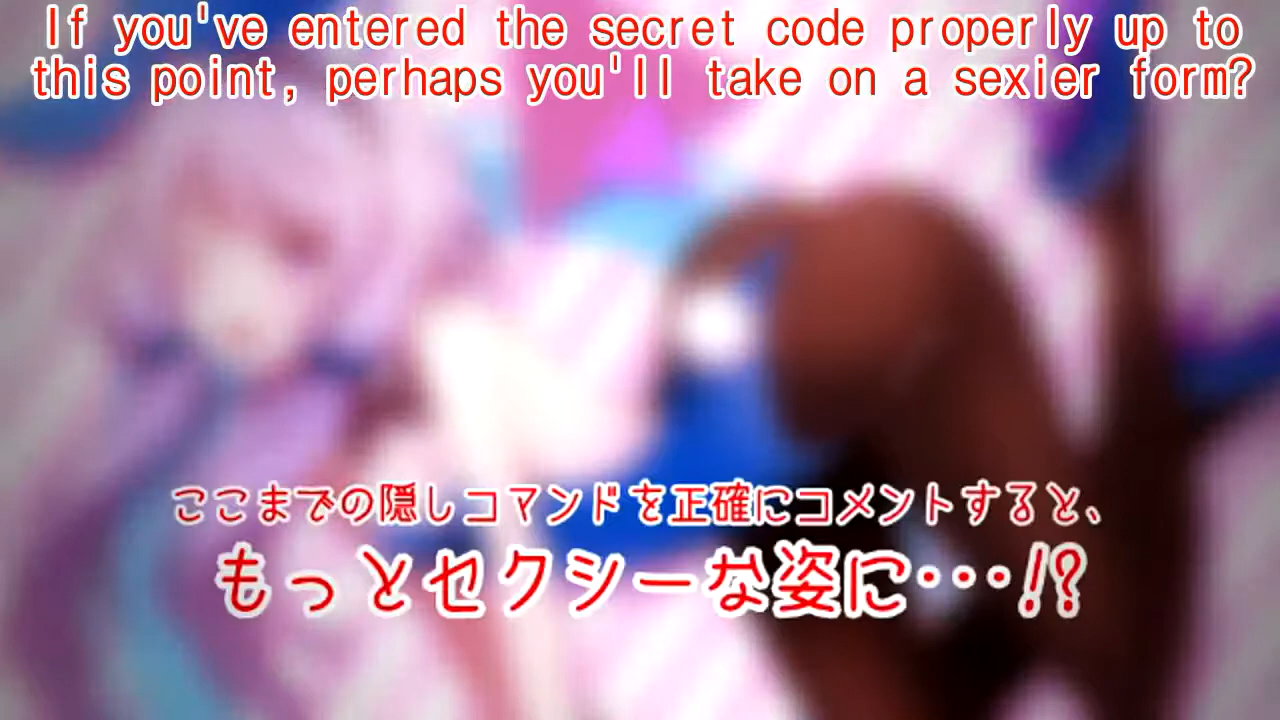 If you've entered the secret code properly up to
this point, perhaps you'll take on a sexier form?
ここまでの隠しコマンドを正確にコメントすると、
もっとセクシーな姿に・・・!?